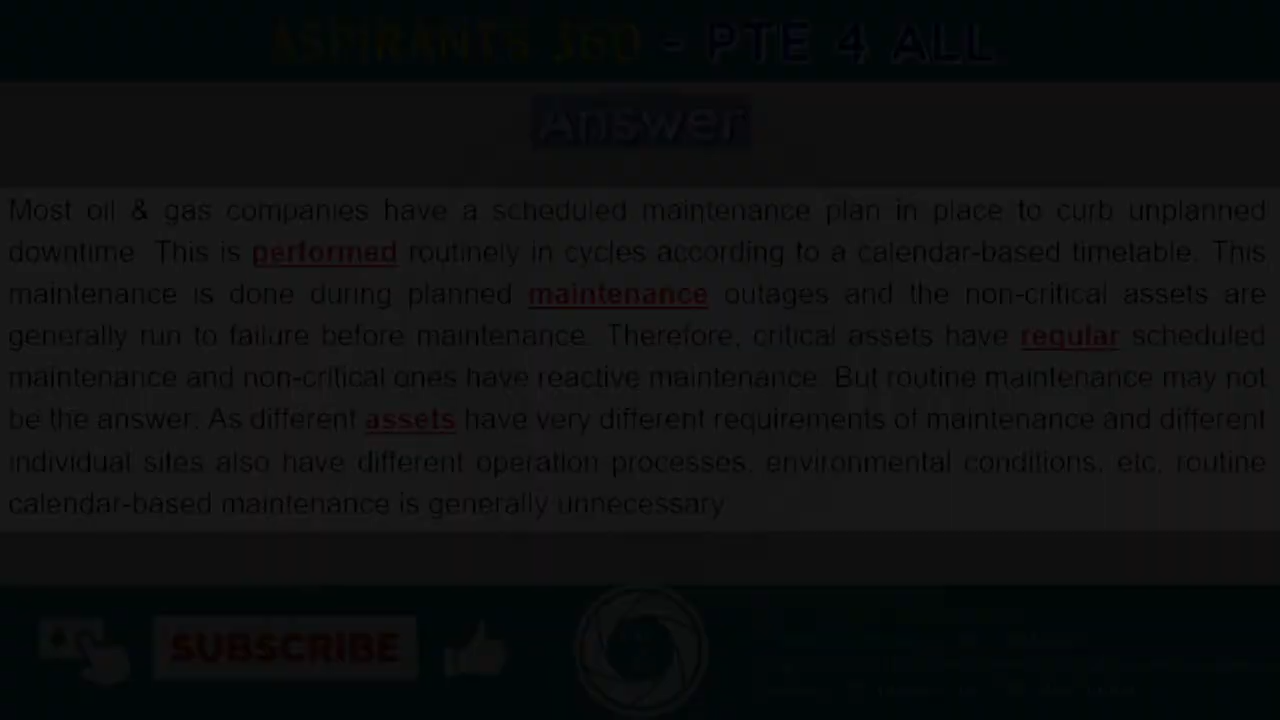 ASPIRANTS 360 - PTE 4 ALL
Answer
Most oil & gas companies have a scheduled maintenance plan in place to curb unplanned
downtime. This is performed routinely in cycles according to a calendar-based timetable. This
maintenance is done during planned maintenance outages and the non-critical assets are
generally run to failure before maintenance. Therefore, critical assets have regular scheduled
maintenance and non-critical ones have reactive maintenance. But routine maintenance may not
be the answer. As different assets have very different requirements of maintenance and different
individual sites also have different operation processes, environmental conditions, etc, routine
calendar-based maintenance is generally unnecessary
SUBSCRIBE